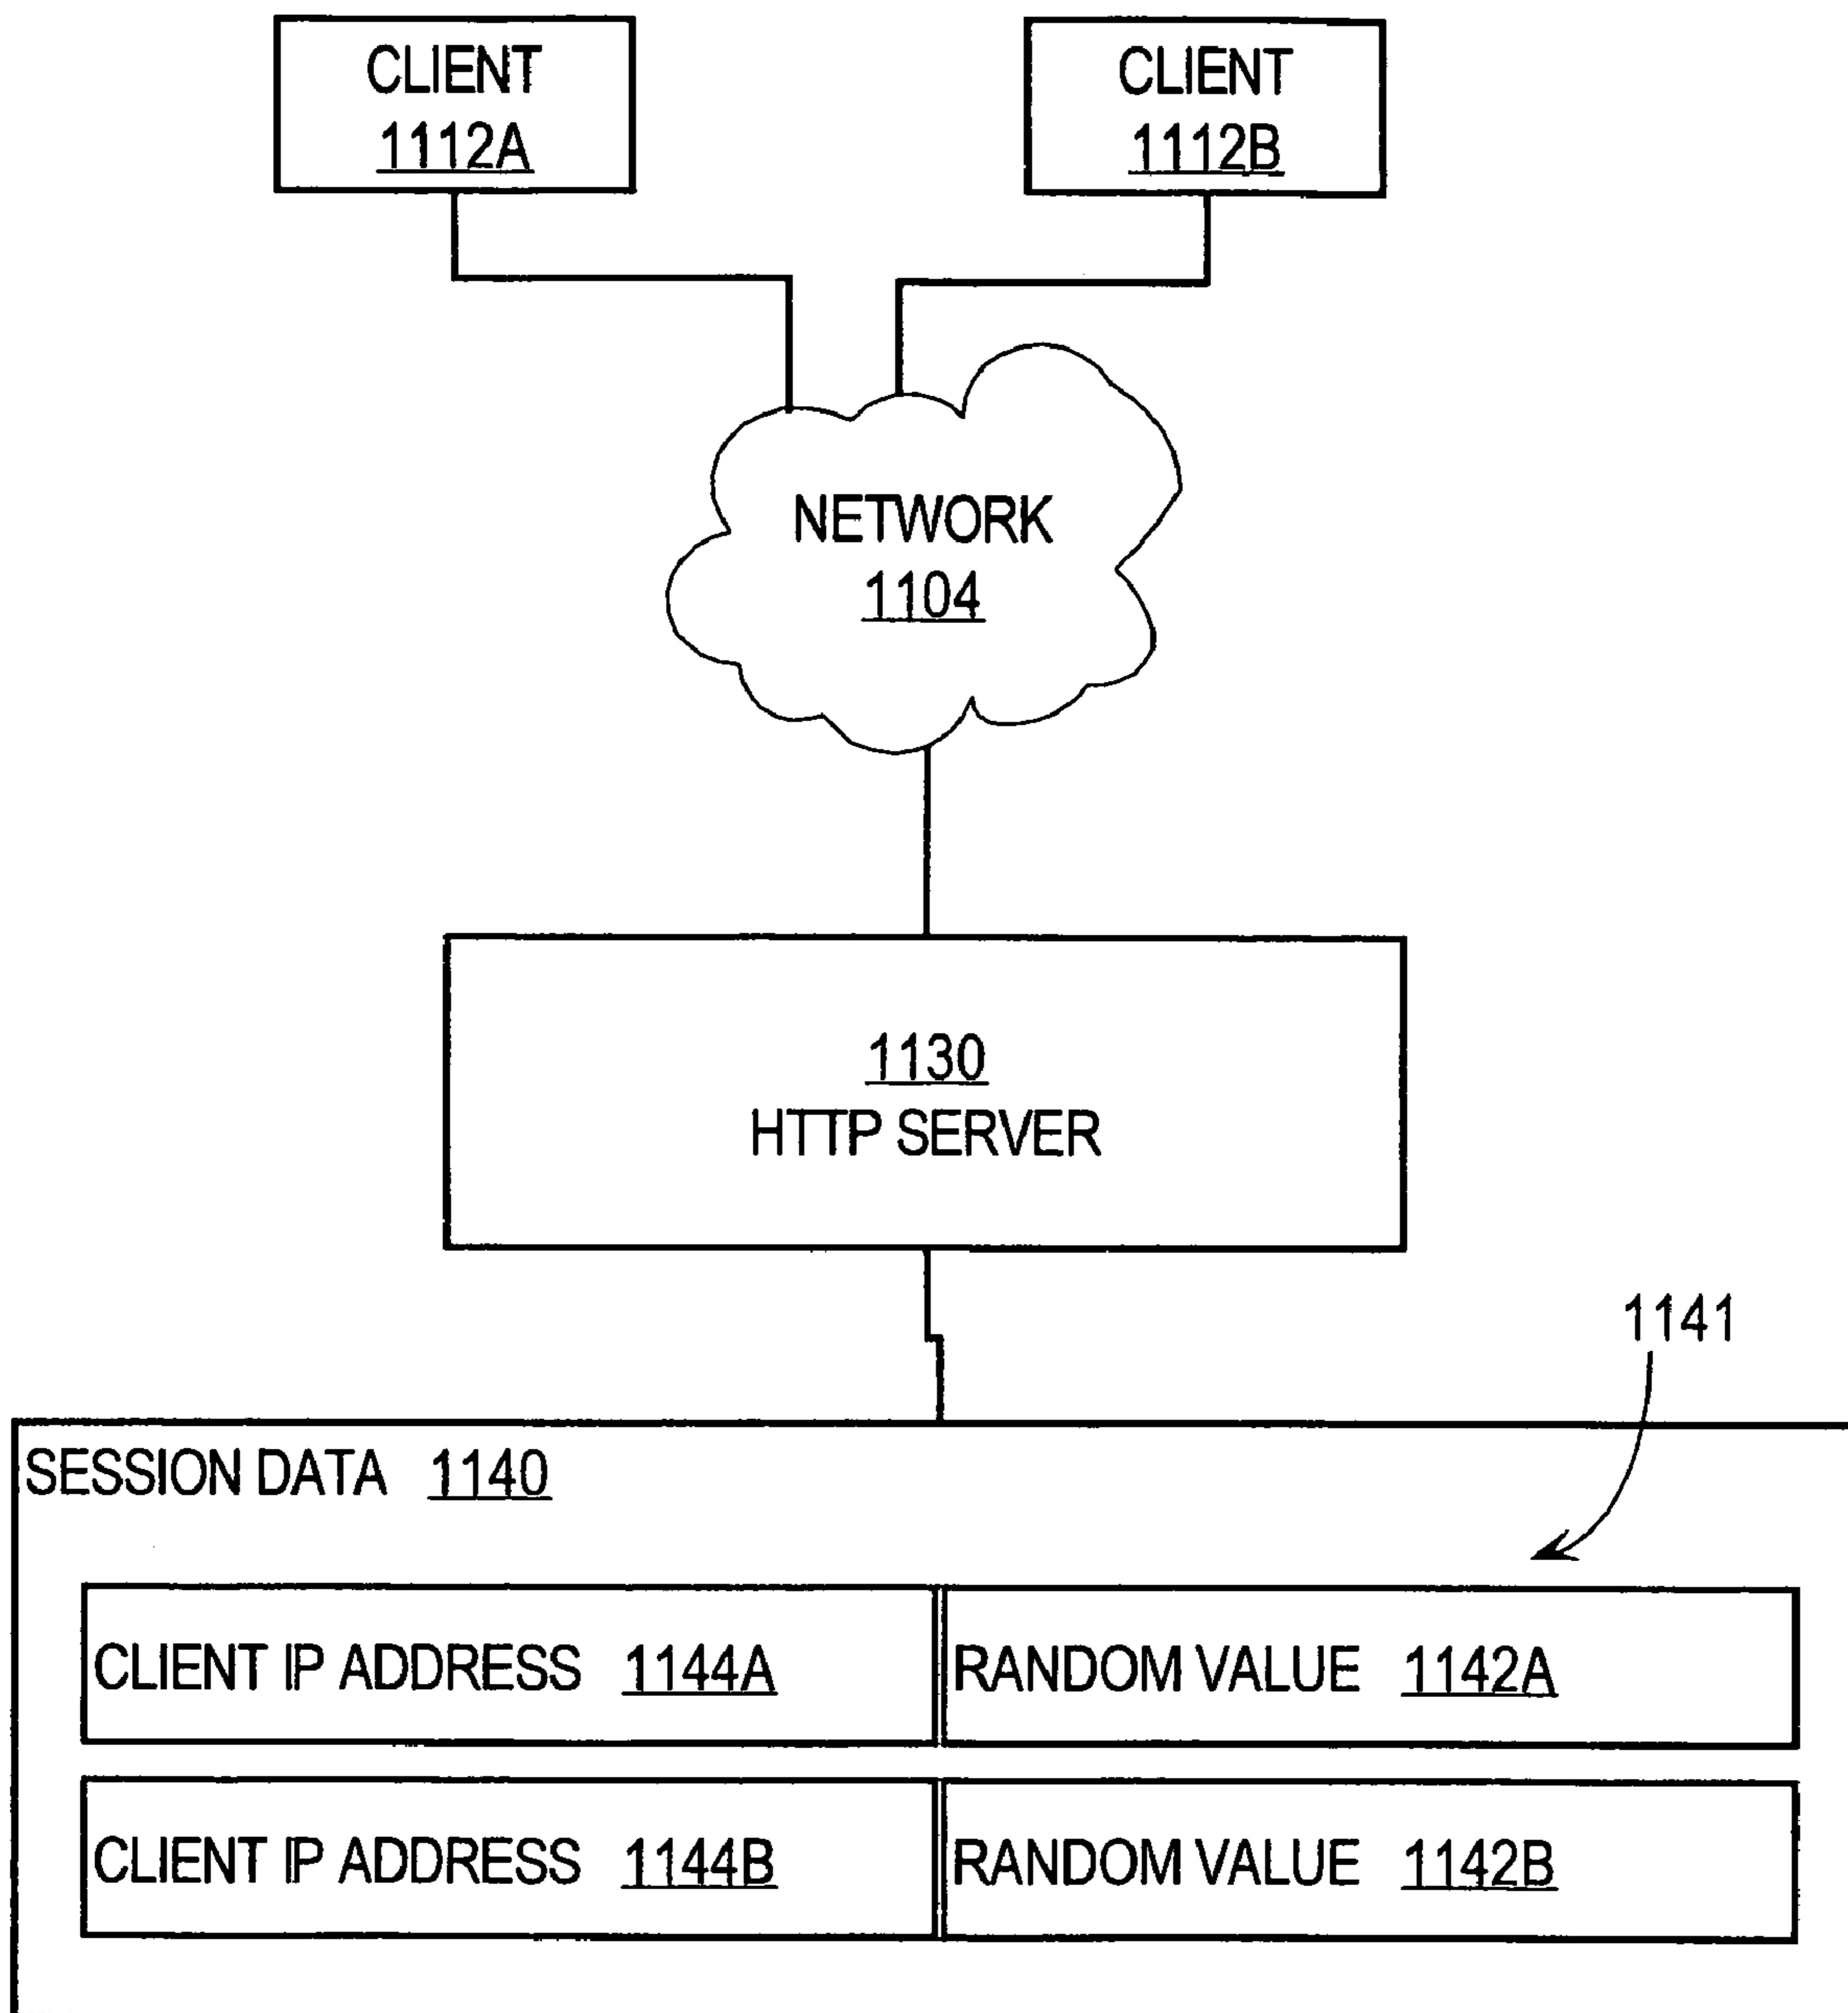 CLIENT
1112A
CLIENT
1112B
NETWORK
1104
1130
HTTP SERVER
1141
SESSION DATA 1140
CLIENT IP ADDRESS 1144A RANDOM VALUE 1142A
CLIENT IP ADDRESS 1144B RANDOM VALUE 1142B